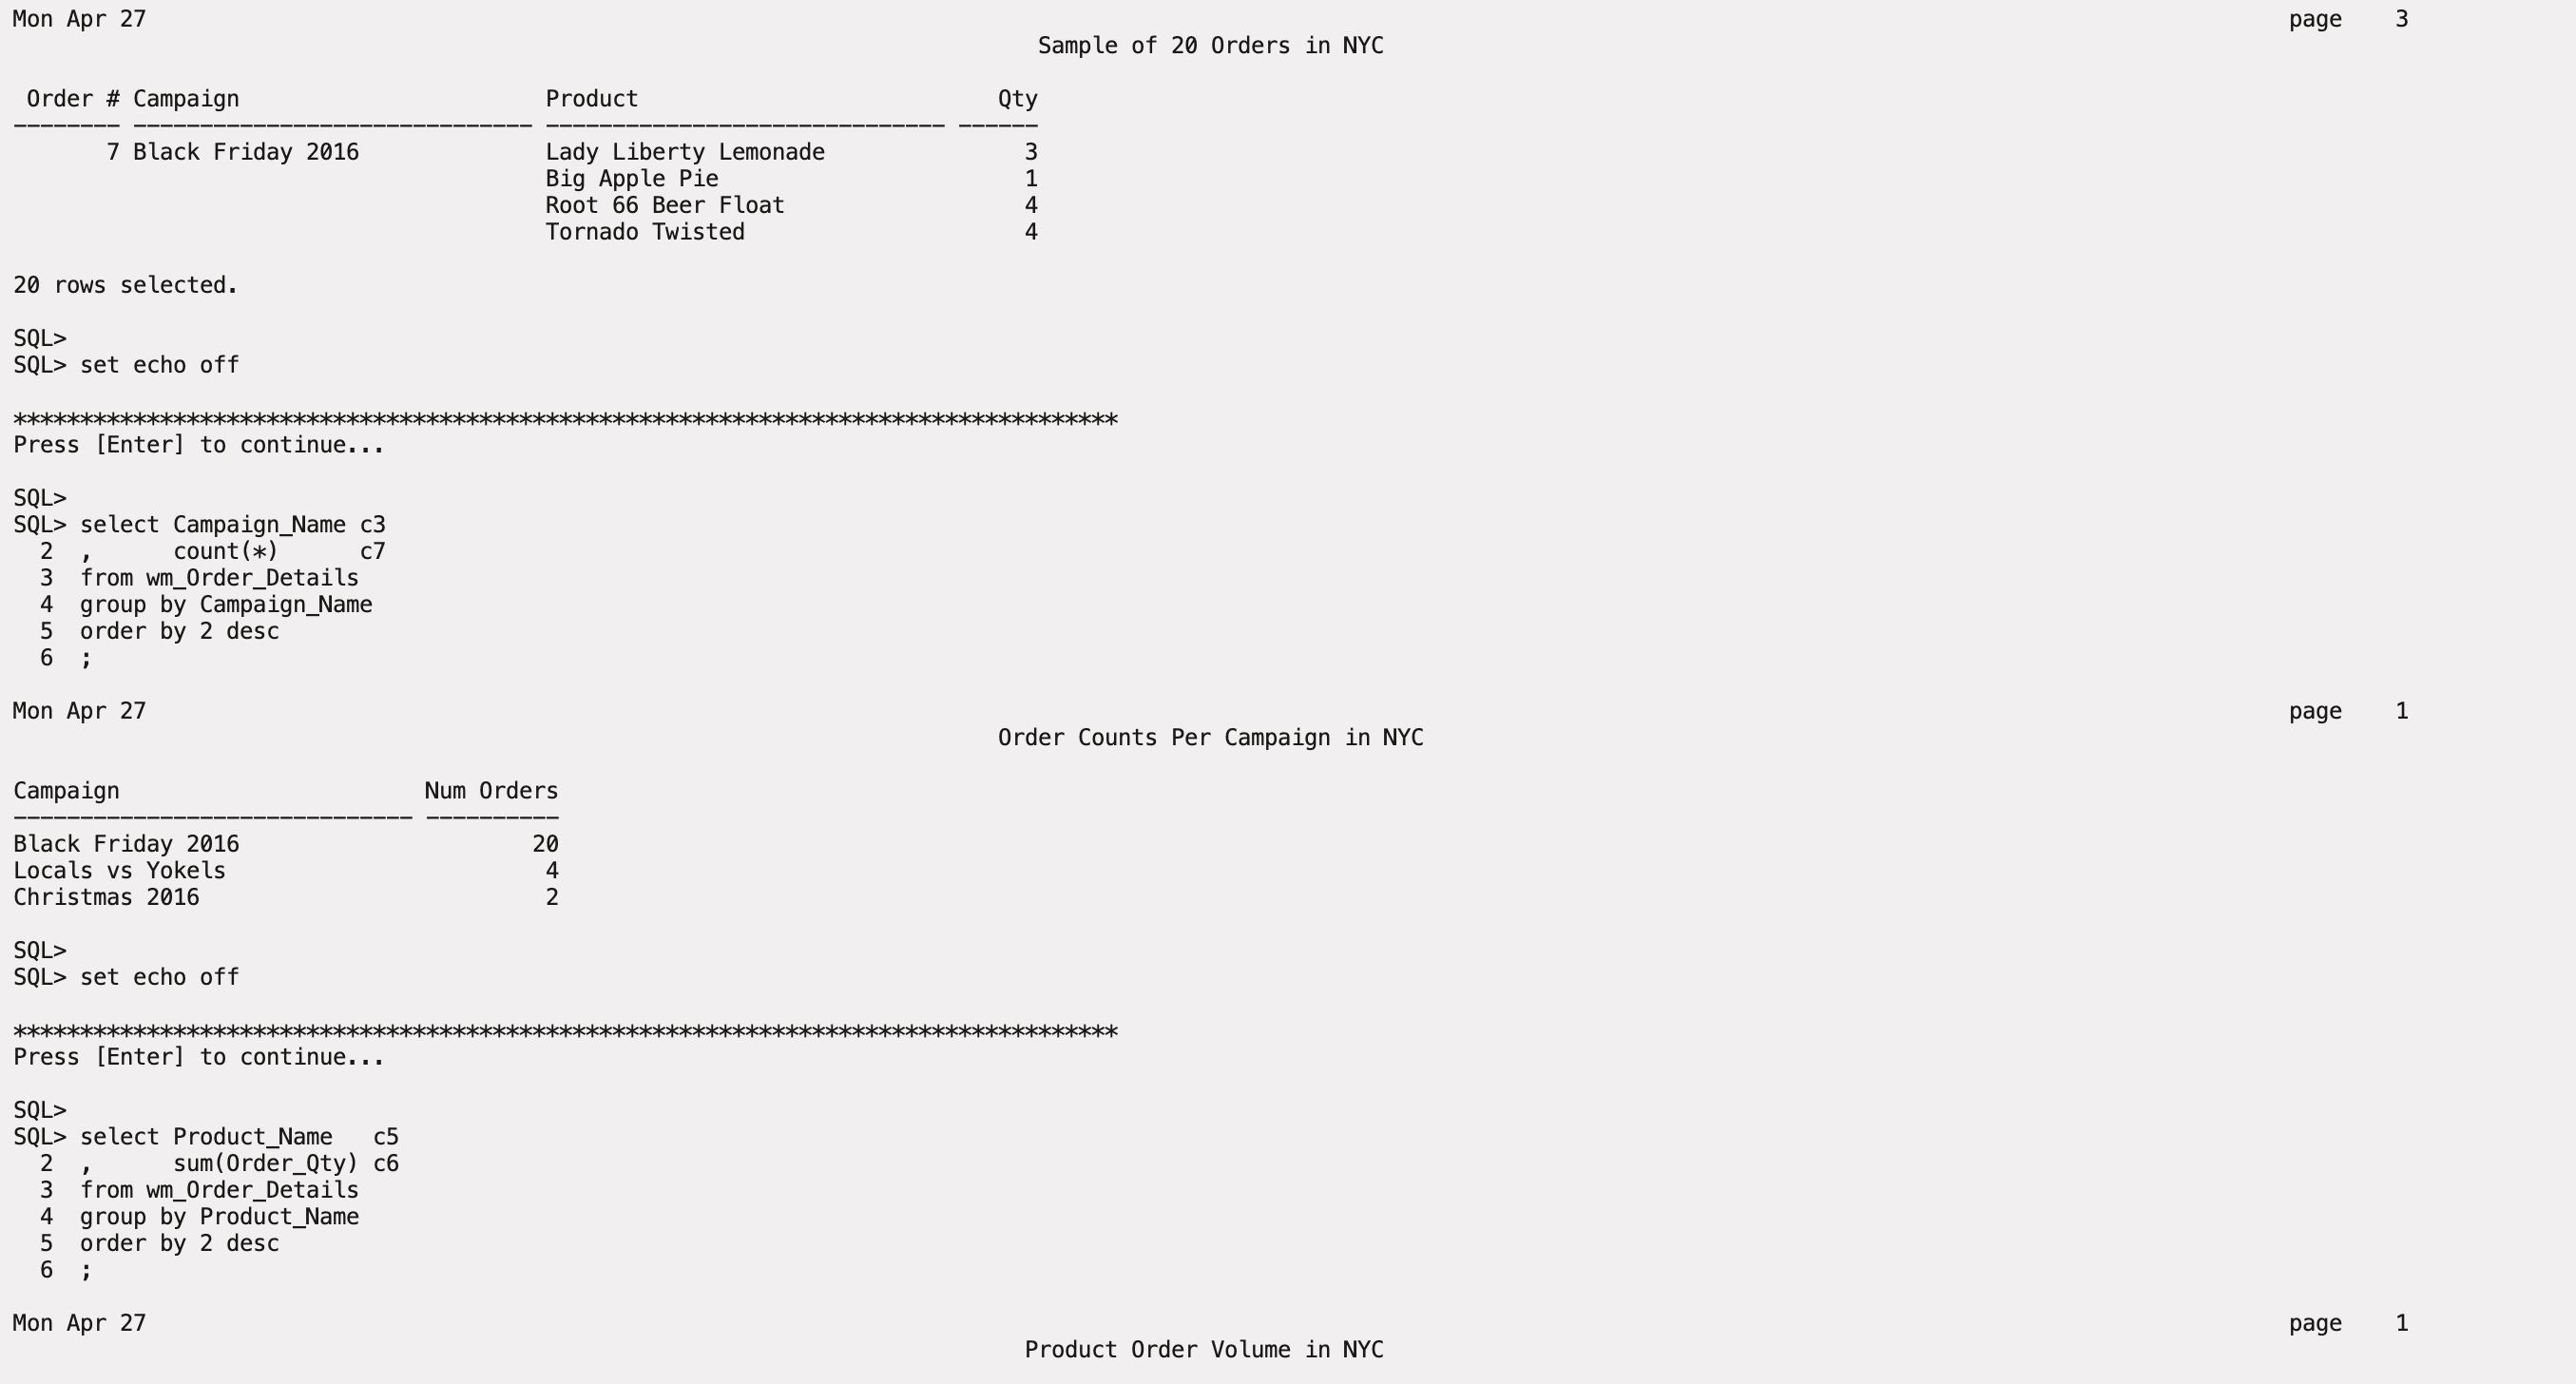 Mon Apr 27 page 3
Sample of 20 Orders in NYC
Order # Campaign Product Qty
-------- ------------------------------ ------------------------------ ------
7 Black Friday 2016 Lady Liberty Lemonade 3
Big Apple Pie 1
Root 66 Beer Float 4
Tornado Twisted 4
20 rows selected.
SQL>
SQL> set echo off
***********************************************************************************
Press [Enter] to continue...
SQL>
SQL> select Campaign_Name c3
2 , count(*) c7
3 from wm_Order_Details
4 group by Campaign_Name
5 order by 2 desc
6 ;
Mon Apr 27 page 1
Order Counts Per Campaign in NYC
Campaign Num Orders
------------------------------ ----------
Black Friday 2016 20
Locals vs Yokels 4
Christmas 2016 2
SQL>
SQL> set echo off
***********************************************************************************
Press [Enter] to continue...
SQL>
SQL> select Product_Name c5
2 , sum(Order_Qty) c6
3 from wm_Order_Details
4 group by Product_Name
5 order by 2 desc
6 ;
Mon Apr 27 page 1
Product Order Volume in NYC